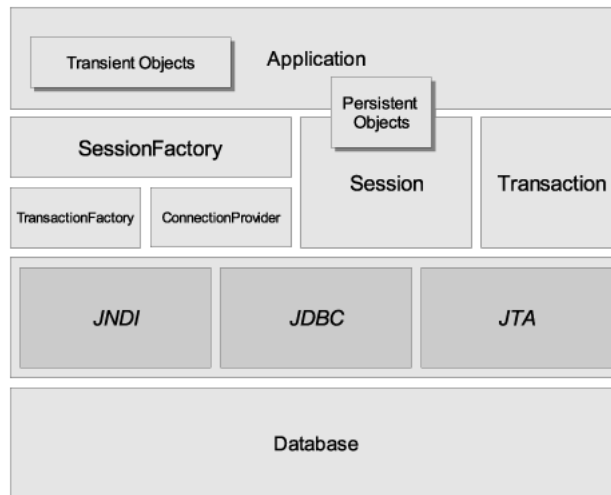 Transient Objects
Application
Persistent
Objects
SessionFactory
Session
Transaction
TransactionFactory
ConnectionProvider
JNDI
JDBC
JTA
Database